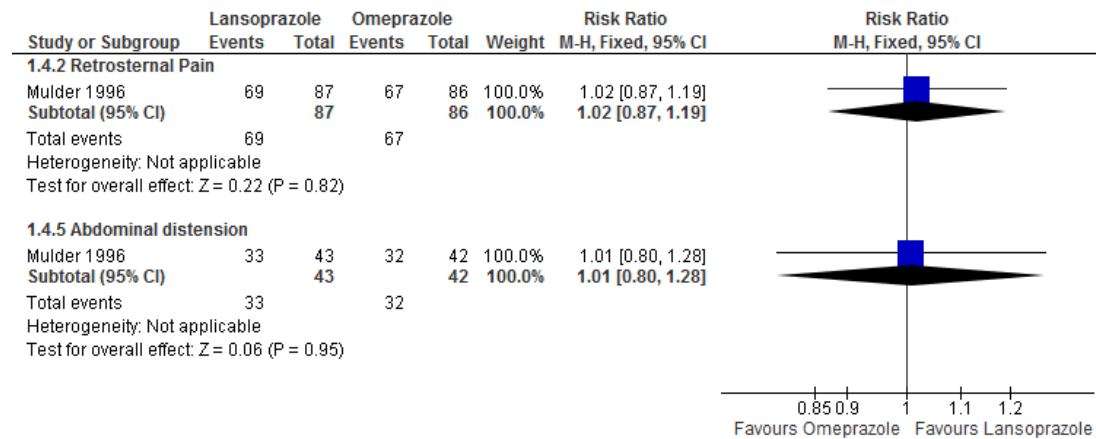 Lansoprazole Omeprazole Risk Ratio Risk Ratio
Study or Subgroup Events Total Events Total Weight M-H, Fixed, 95% CI M-H, Fixed, 95% CI
1.4.2 Retrosternal Pain
Mulder 1996 69 87 67 86 100.0% 1.02 [0.87, 1.19]
Subtotal (95% CI) 87 86 100.0% 1.02 [0.87, 1.19]
Total events 69 67
Heterogeneity: Not applicable
Test for overall effect: Z = 0.22 (P = 0.82)
1.4.5 Abdominal distension
Mulder 1996 33 43 32 42 100.0% 1.01 [0.80, 1.28]
Subtotal (95% CI) 43 42 100.0% 1.01 [0.80, 1.28]
Total events 33 32
Heterogeneity: Not applicable
Test for overall effect: Z = 0.06 (P = 0.95)
0.85 0.9 1 1.1 1.2
Favours Omeprazole Favours Lansoprazole